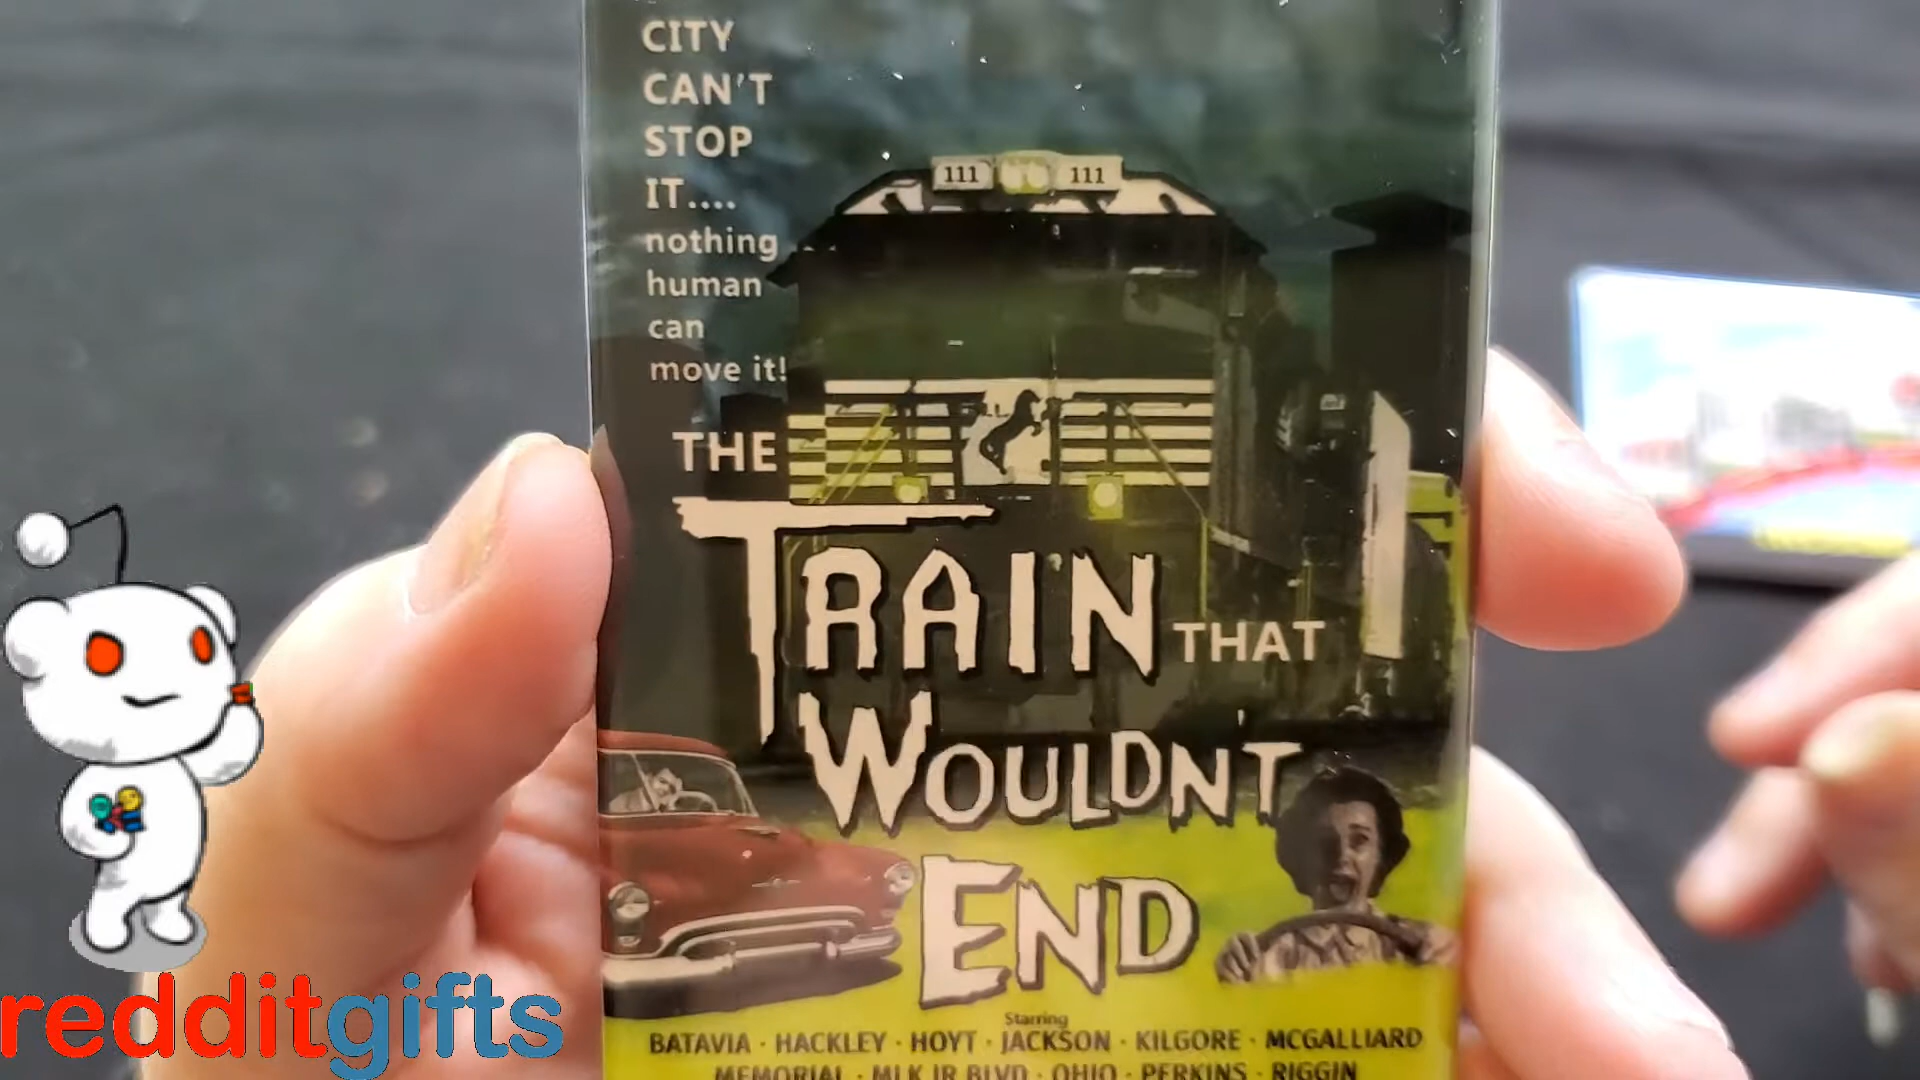 CITY
CAN'T
STOP
IT....
nothing
human
can
move it!
111 111
THE
TRAIN THAT
WOULDN'T
END
Starring
BATAVIA · HACKLEY · HOYT · JACKSON · KILGORE · MCGALLIARD
MEMORIAL · MLK JR BLVD · OHIO · PERKINS · RIGGIN
redditgifts